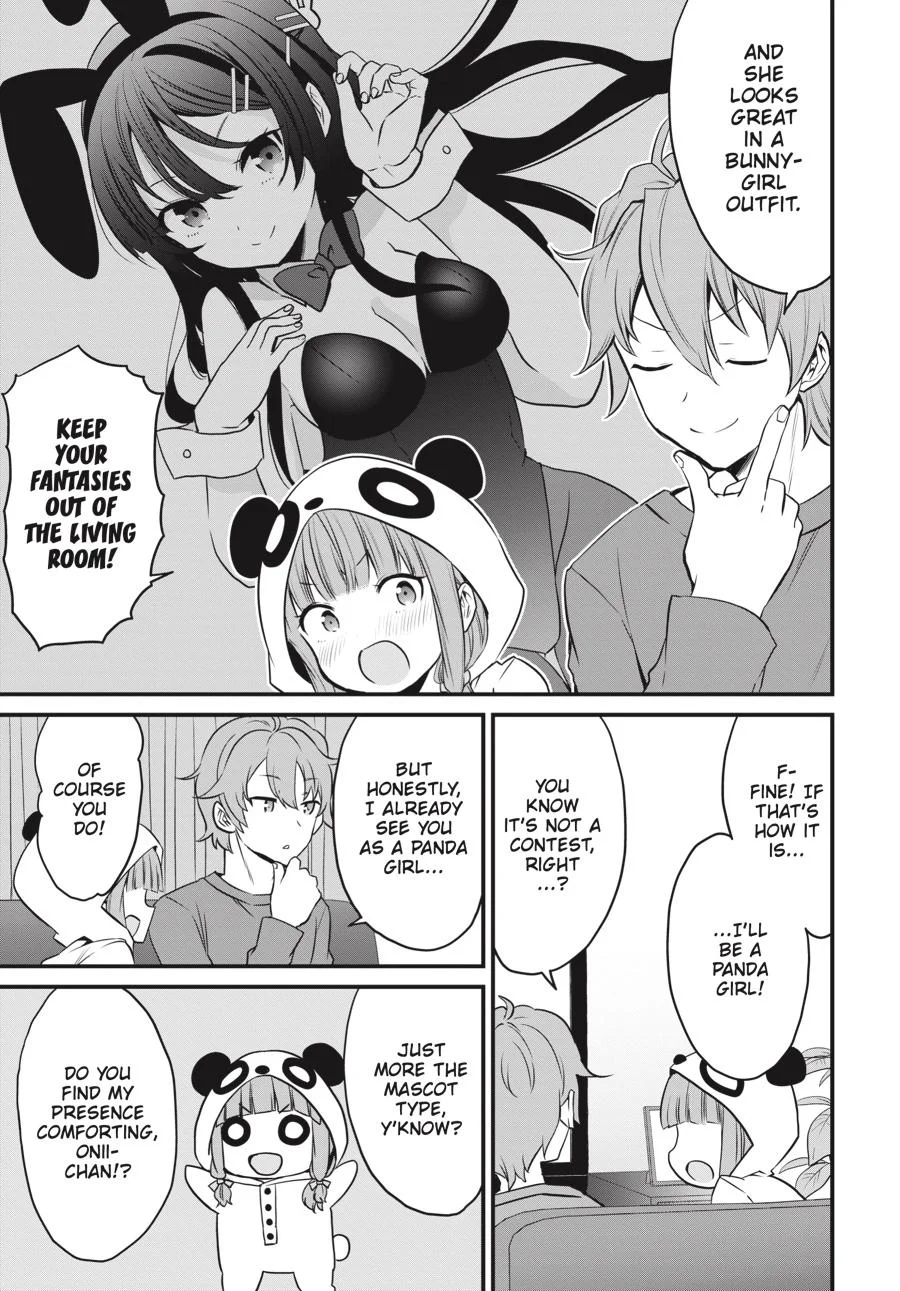 AND
SHE
LOOKS
GREAT
IN A
BUNNY-
GIRL
OUTFIT.
KEEP
YOUR
FANTASIES
OUT OF
THE LIVING
ROOM!
F-
FINE! IF
THAT'S
HOW IT
IS...
...I'LL
BE A
PANDA
GIRL!
YOU
KNOW
IT'S NOT A
CONTEST,
RIGHT
...?
BUT
HONESTLY,
I ALREADY
SEE YOU
AS A PANDA
GIRL...
OF
COURSE
YOU
DO!
JUST
MORE THE
MASCOT
TYPE,
Y'KNOW?
DO YOU
FIND MY
PRESENCE
COMFORTING,
ONII-
CHAN!?